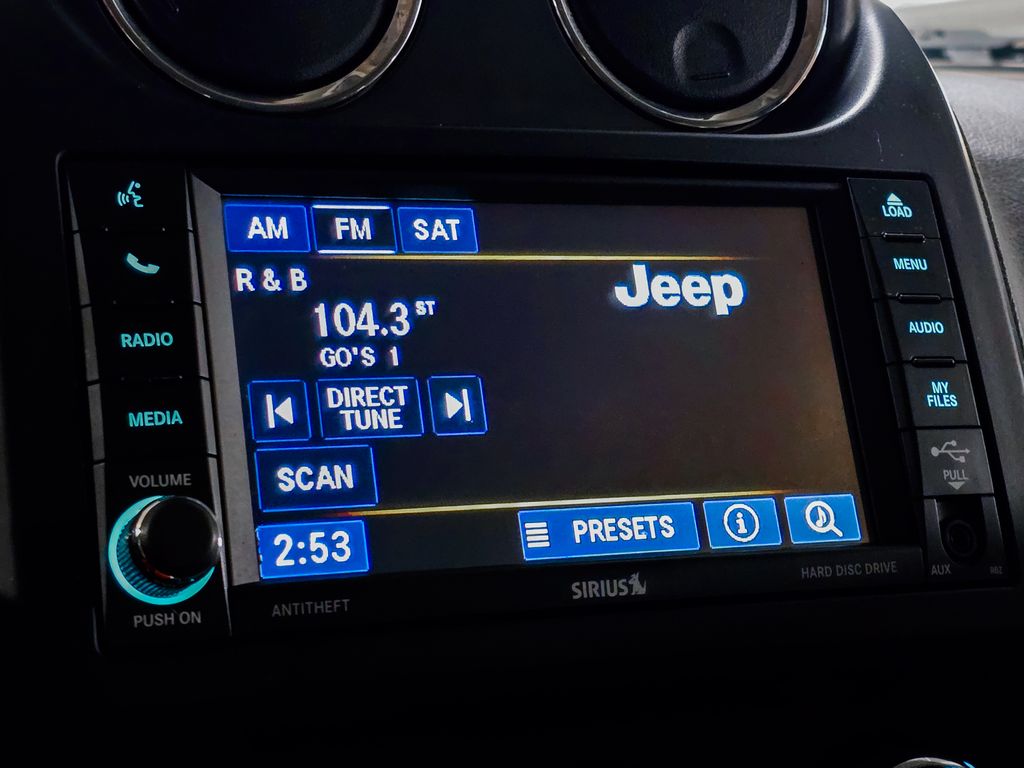 AM FM SAT
R & B
104.3 ST
GO'S 1
DIRECT
TUNE
SCAN
2:53
PRESETS
Jeep
RADIO
MEDIA
VOLUME
PUSH ON
ANTITHEFT
SIRIUS
HARD DISC DRIVE
LOAD
MENU
AUDIO
MY
FILES
PULL
AUX
RBZ